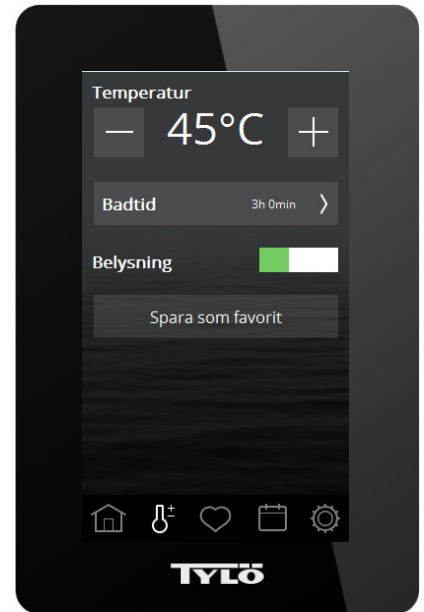 Temperatur
45°C
Badtid 3h 0min
Belysning
Spara som favorit
TYLÖ